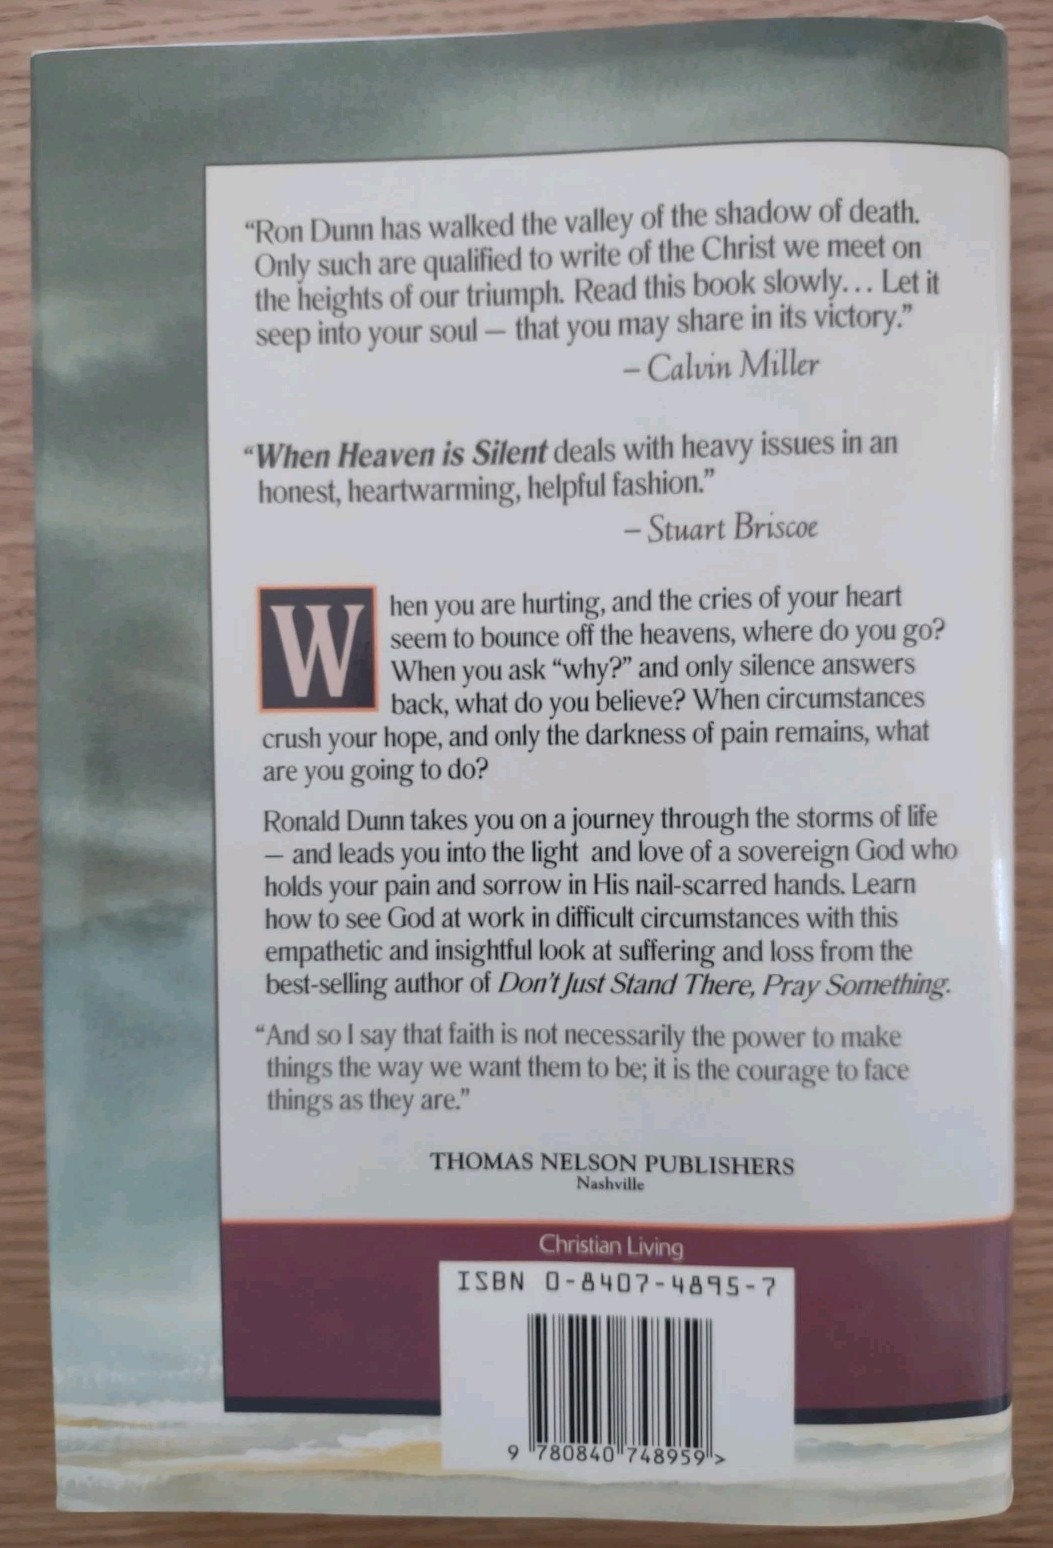 “Ron Dunn has walked the valley of the shadow of death.
Only such are qualified to write of the Christ we meet on
the heights of our triumph. Read this book slowly... Let it
seep into your soul – that you may share in its victory.”
– Calvin Miller
“When Heaven is Silent deals with heavy issues in an
honest, heartwarming, helpful fashion.”
– Stuart Briscoe
When you are hurting, and the cries of your heart
seem to bounce off the heavens, where do you go?
When you ask “why?” and only silence answers
back, what do you believe? When circumstances
crush your hope, and only the darkness of pain remains, what
are you going to do?
Ronald Dunn takes you on a journey through the storms of life
– and leads you into the light and love of a sovereign God who
holds your pain and sorrow in His nail-scarred hands. Learn
how to see God at work in difficult circumstances with this
empathetic and insightful look at suffering and loss from the
best-selling author of Don't Just Stand There, Pray Something.
“And so I say that faith is not necessarily the power to make
things the way we want them to be; it is the courage to face
things as they are.”
THOMAS NELSON PUBLISHERS
Nashville
Christian Living
ISBN 0-8407-4895-7
9 780840 748959 >